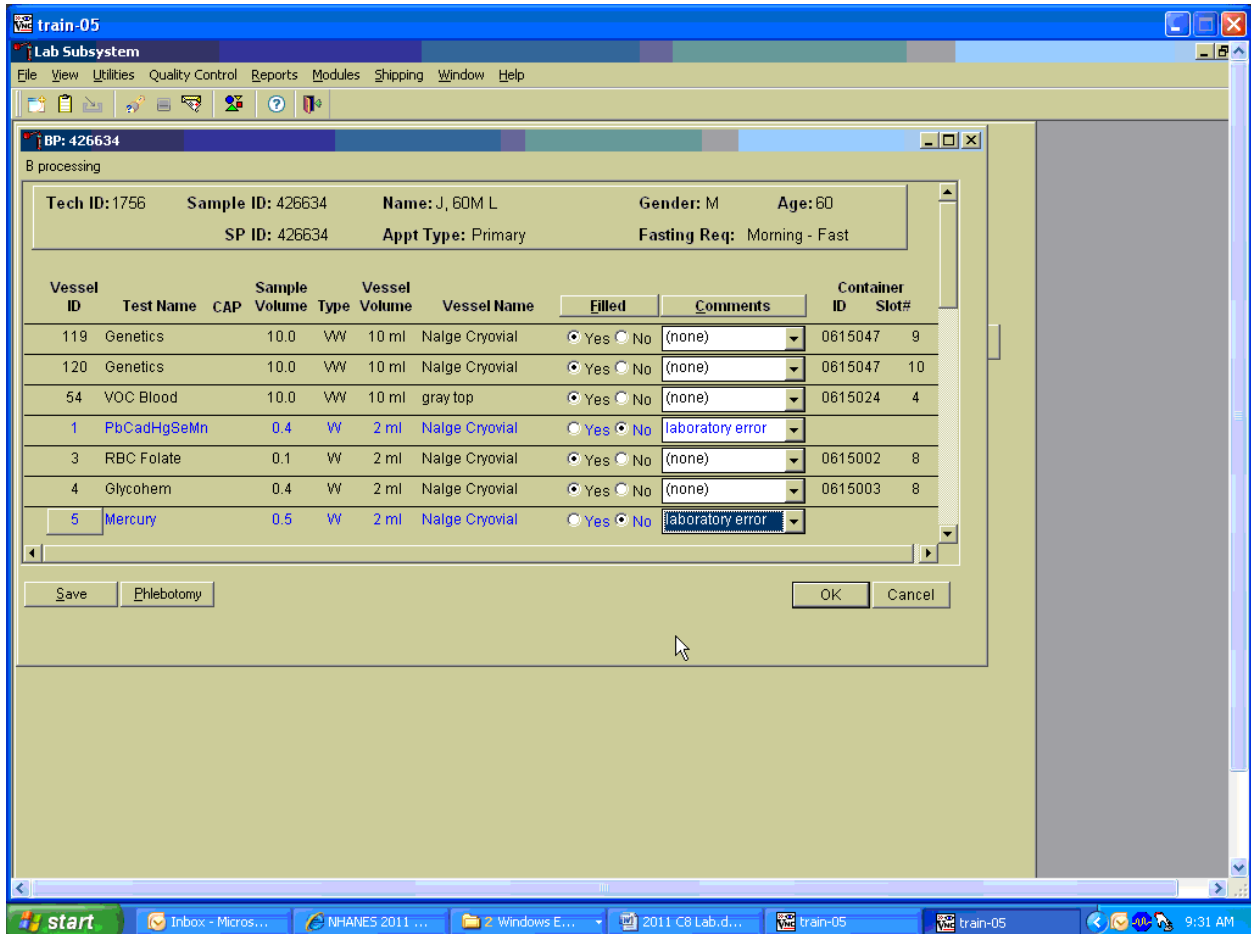 train-05
Lab Subsystem
File View Utilities Quality Control Reports Modules Shipping Window Help
BP: 426634
B processing
Tech ID: 1756 Sample ID: 426634 Name: J, 60M L Gender: M Age: 60
SP ID: 426634 Appt Type: Primary Fasting Req: Morning - Fast
Vessel Sample Vessel Container
ID Test Name CAP Volume Type Volume Vessel Name Filled Comments ID Slot#
119 Genetics 10.0 VW 10 ml Nalge Cryovial Yes No (none) 0615047 9
120 Genetics 10.0 VW 10 ml Nalge Cryovial Yes No (none) 0615047 10
54 VOC Blood 10.0 VW 10 ml gray top Yes No (none) 0615024 4
1 PbCadHgSeMn 0.4 W 2 ml Nalge Cryovial Yes No laboratory error
3 RBC Folate 0.1 W 2 ml Nalge Cryovial Yes No (none) 0615002 8
4 Glycohem 0.4 W 2 ml Nalge Cryovial Yes No (none) 0615003 8
5 Mercury 0.5 W 2 ml Nalge Cryovial Yes No laboratory error
Save Phlebotomy OK Cancel
start Inbox - Micros... NHANES 2011 ... 2 Windows E... 2011 C8 Lab.d... train-05 train-05 9:31 AM